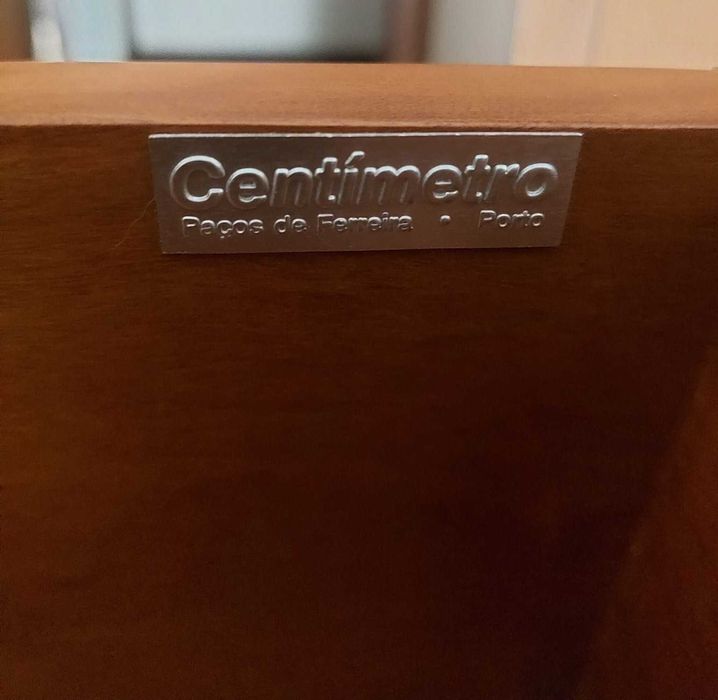 Centímetro
Paços de Ferreira • Porto